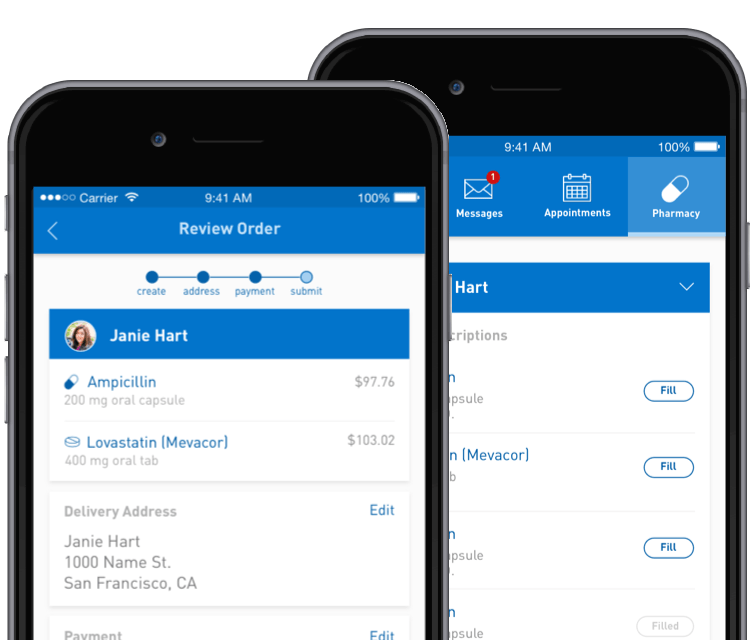 Carrier 9:41 AM 100%
Review Order
create address payment submit
Janie Hart
Ampicillin $97.76
200 mg oral capsule
Lovastatin (Mevacor) $103.02
400 mg oral tab
Delivery Address Edit
Janie Hart
1000 Name St.
San Francisco, CA
Payment Edit
9:41 AM 100%
1
Messages Appointments Pharmacy
Hart
criptions
n
Fill
psule
n (Mevacor)
Fill
b
n
Fill
psule
n
Filled
psule